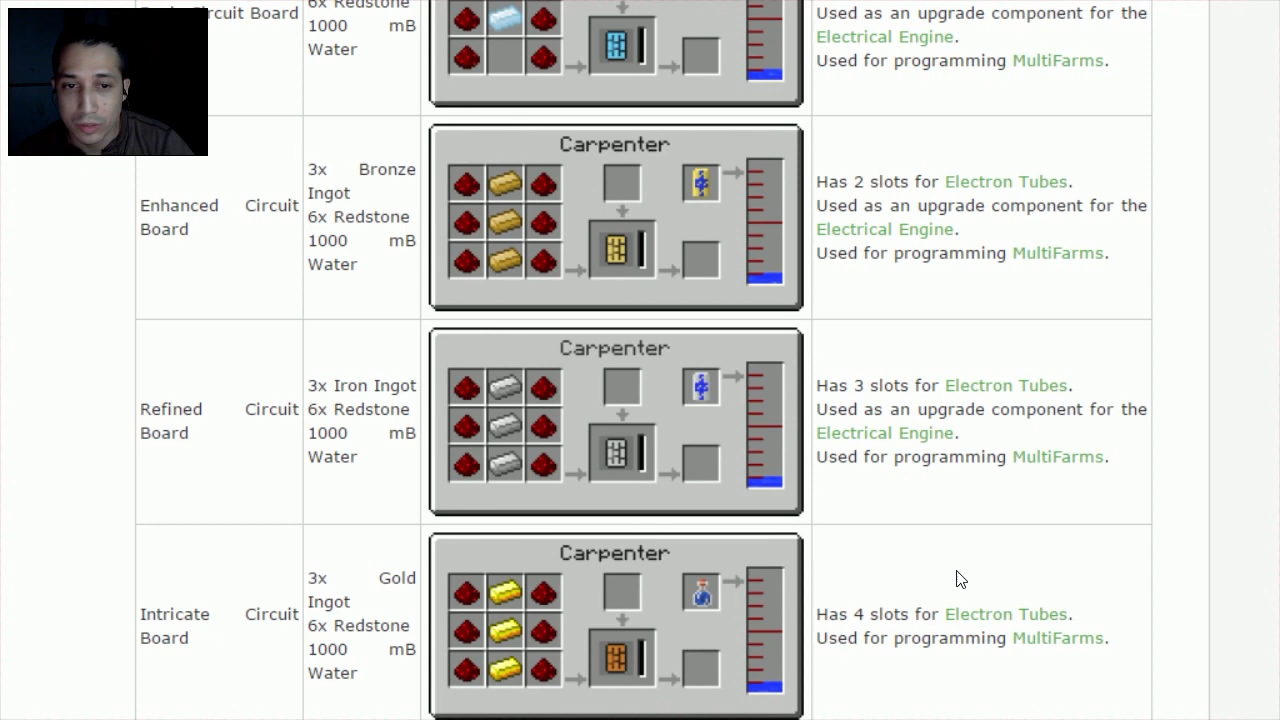 Circuit Board
6x Redstone
1000 mB
Water
Used as an upgrade component for the
Electrical Engine.
Used for programming MultiFarms.
Enhanced Circuit
Board
3x Bronze
Ingot
6x Redstone
1000 mB
Water
Carpenter
Has 2 slots for Electron Tubes.
Used as an upgrade component for the
Electrical Engine.
Used for programming MultiFarms.
Refined Circuit
Board
3x Iron Ingot
6x Redstone
1000 mB
Water
Carpenter
Has 3 slots for Electron Tubes.
Used as an upgrade component for the
Electrical Engine.
Used for programming MultiFarms.
Intricate Circuit
Board
3x Gold
Ingot
6x Redstone
1000 mB
Water
Carpenter
Has 4 slots for Electron Tubes.
Used for programming MultiFarms.